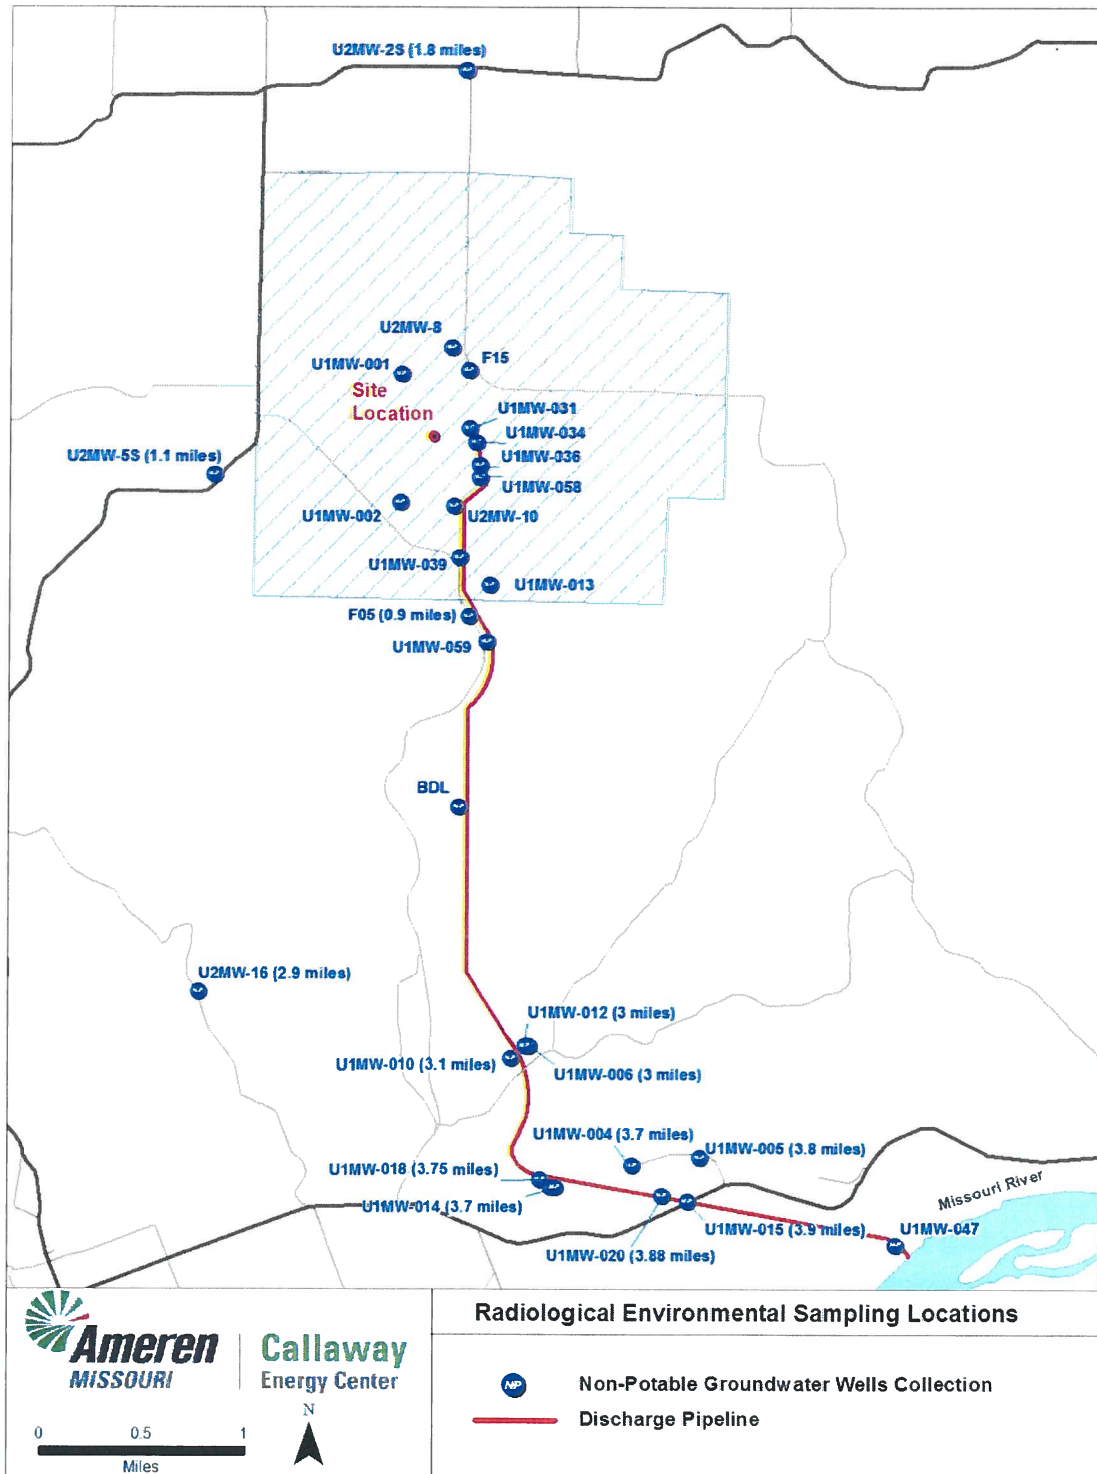 U2MW-2S (1.8 miles)
U2MW-8
F15
U1MW-001
Site
Location
U1MW-031
U1MW-034
U2MW-5S (1.1 miles)
U1MW-036
U1MW-058
U1MW-002
U2MW-10
U1MW-039
U1MW-013
F05 (0.9 miles)
U1MW-059
BDL
U2MW-16 (2.9 miles)
U1MW-012 (3 miles)
U1MW-010 (3.1 miles)
U1MW-006 (3 miles)
U1MW-004 (3.7 miles)
U1MW-005 (3.8 miles)
U1MW-018 (3.75 miles)
Missouri River
U1MW-014 (3.7 miles)
U1MW-015 (3.9 miles)
U1MW-047
U1MW-020 (3.88 miles)
Ameren
MISSOURI
Callaway
Energy Center
N
0 0.5 1
Miles
Radiological Environmental Sampling Locations
NP Non-Potable Groundwater Wells Collection
Discharge Pipeline